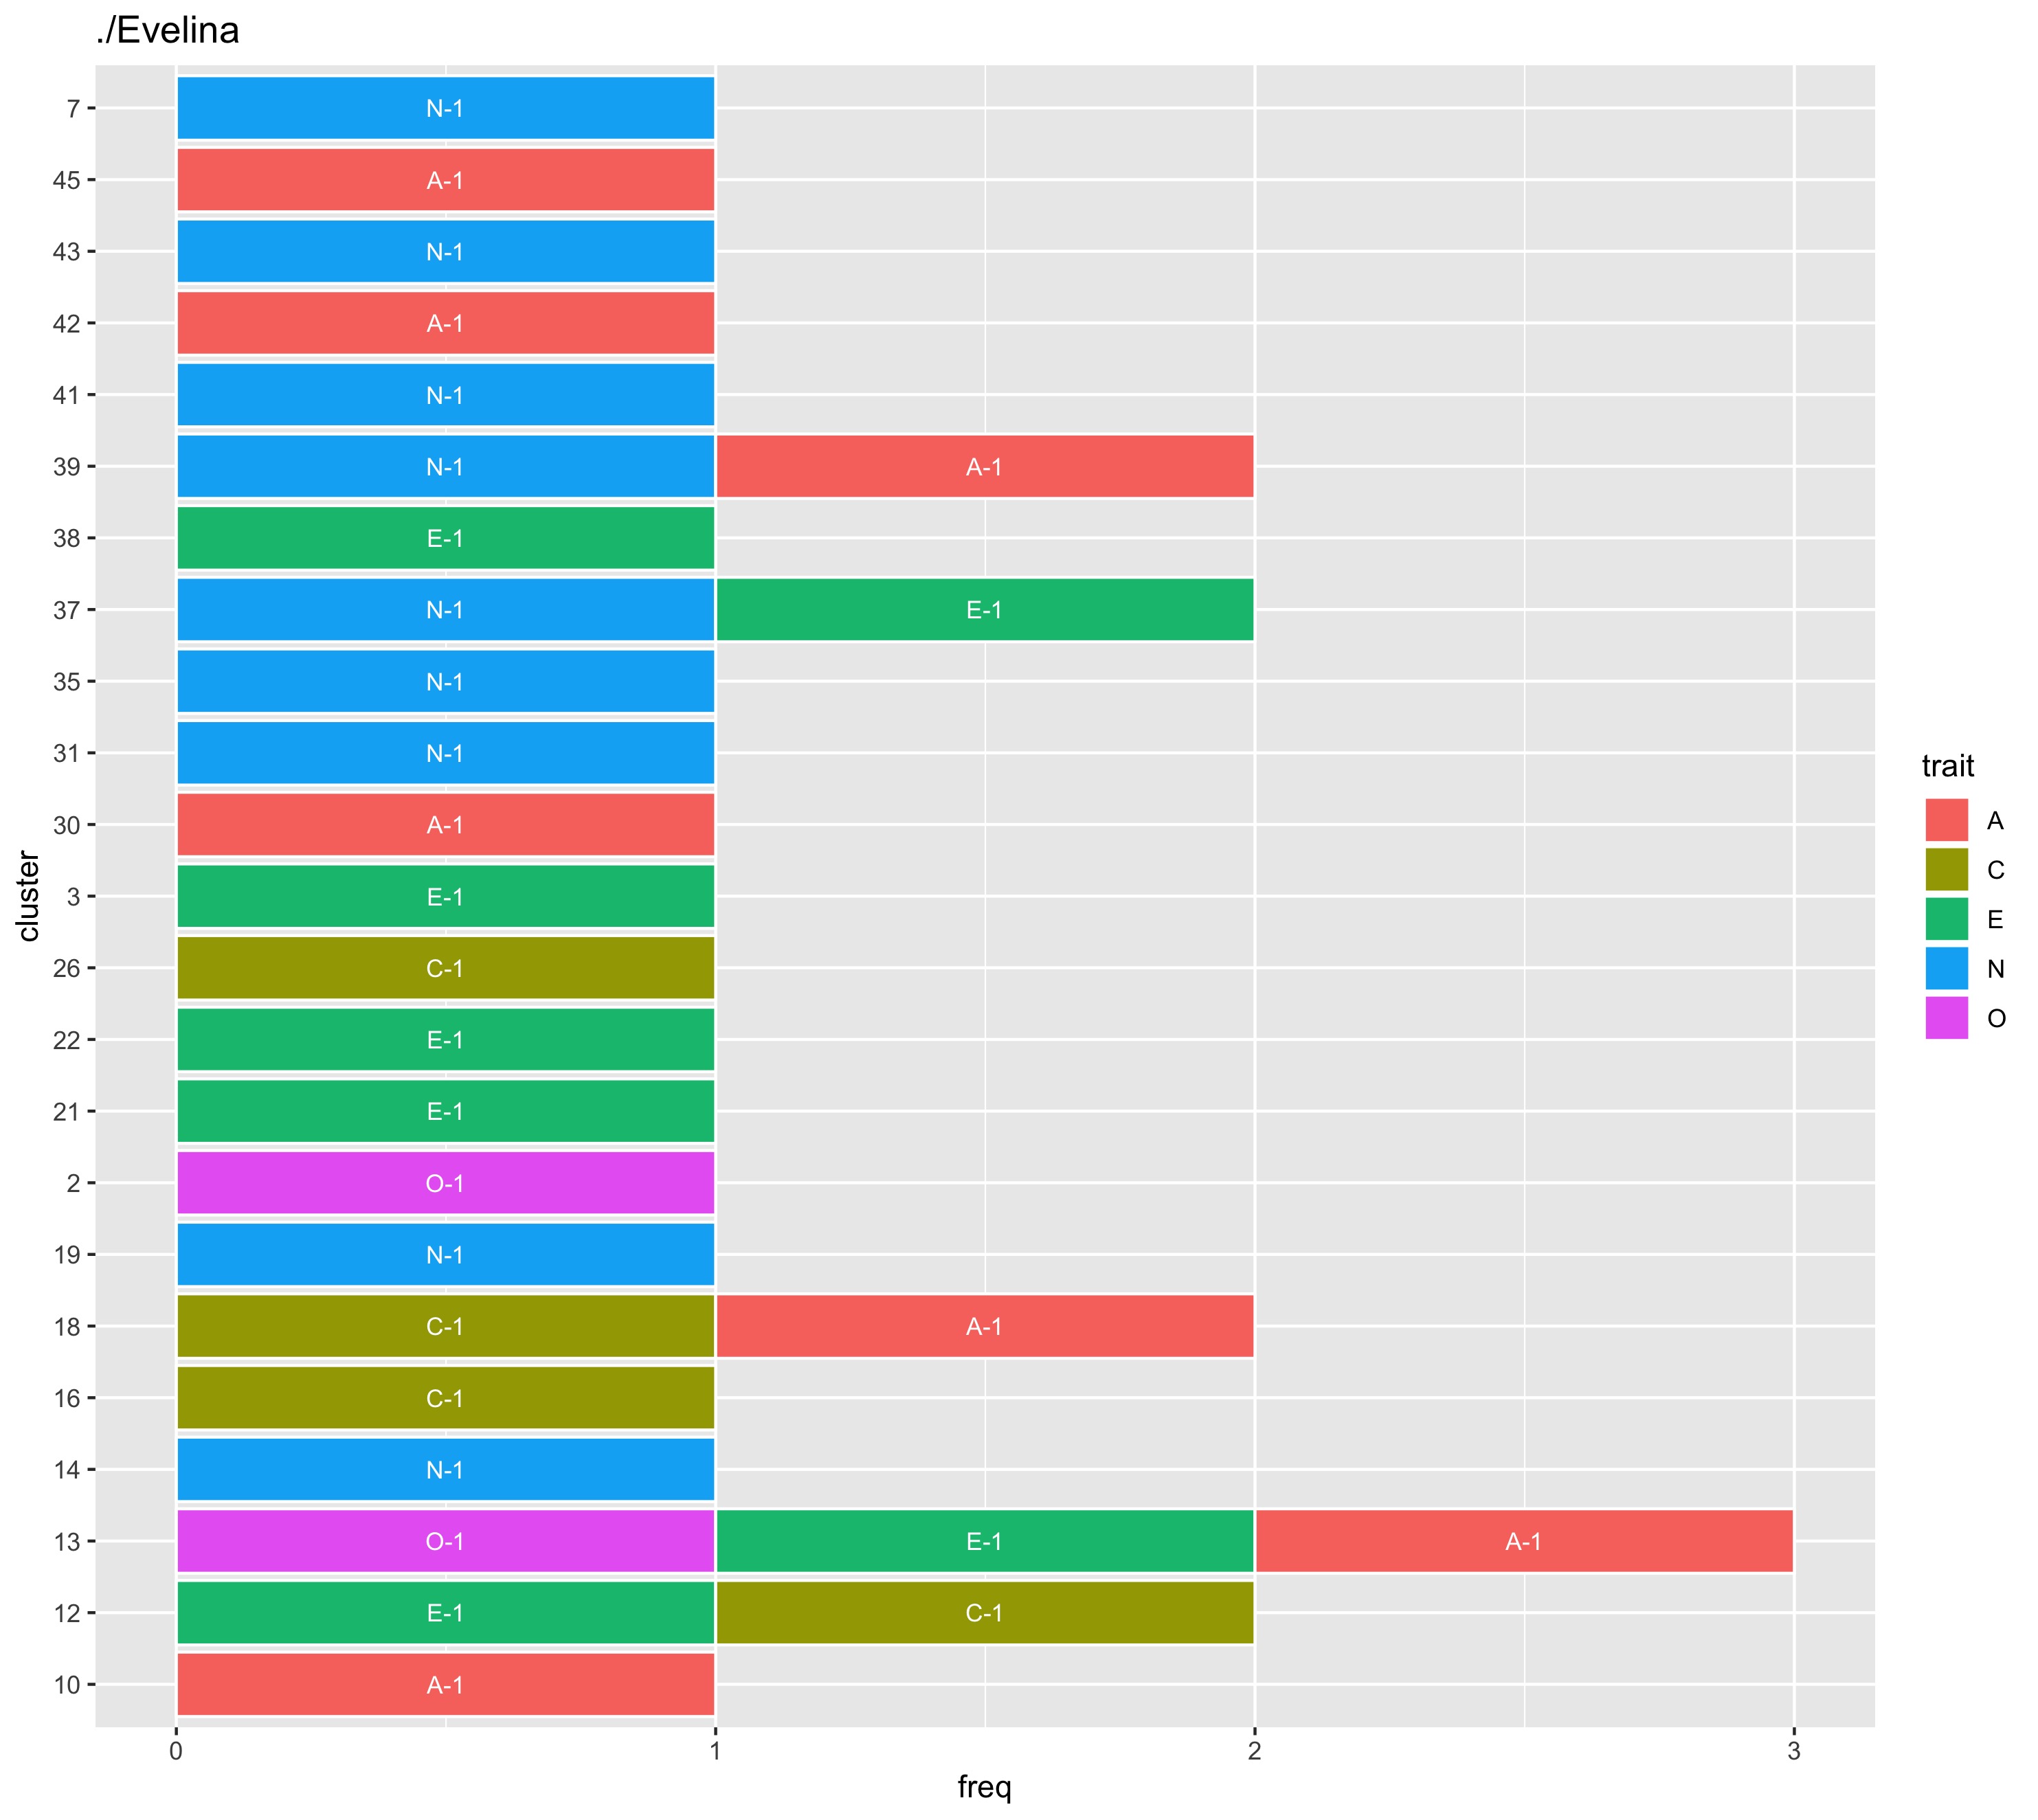 ./Evelina
7 N-1
45 A-1
43 N-1
42 A-1
41 N-1
39 N-1 A-1
38 E-1
37 N-1 E-1
35 N-1
31 N-1
30 A-1
3 E-1
26 C-1
22 E-1
21 E-1
2 O-1
19 N-1
18 C-1 A-1
16 C-1
14 N-1
13 O-1 E-1 A-1
12 E-1 C-1
10 A-1
0 1 2 3
freq
cluster
trait
A
C
E
N
O